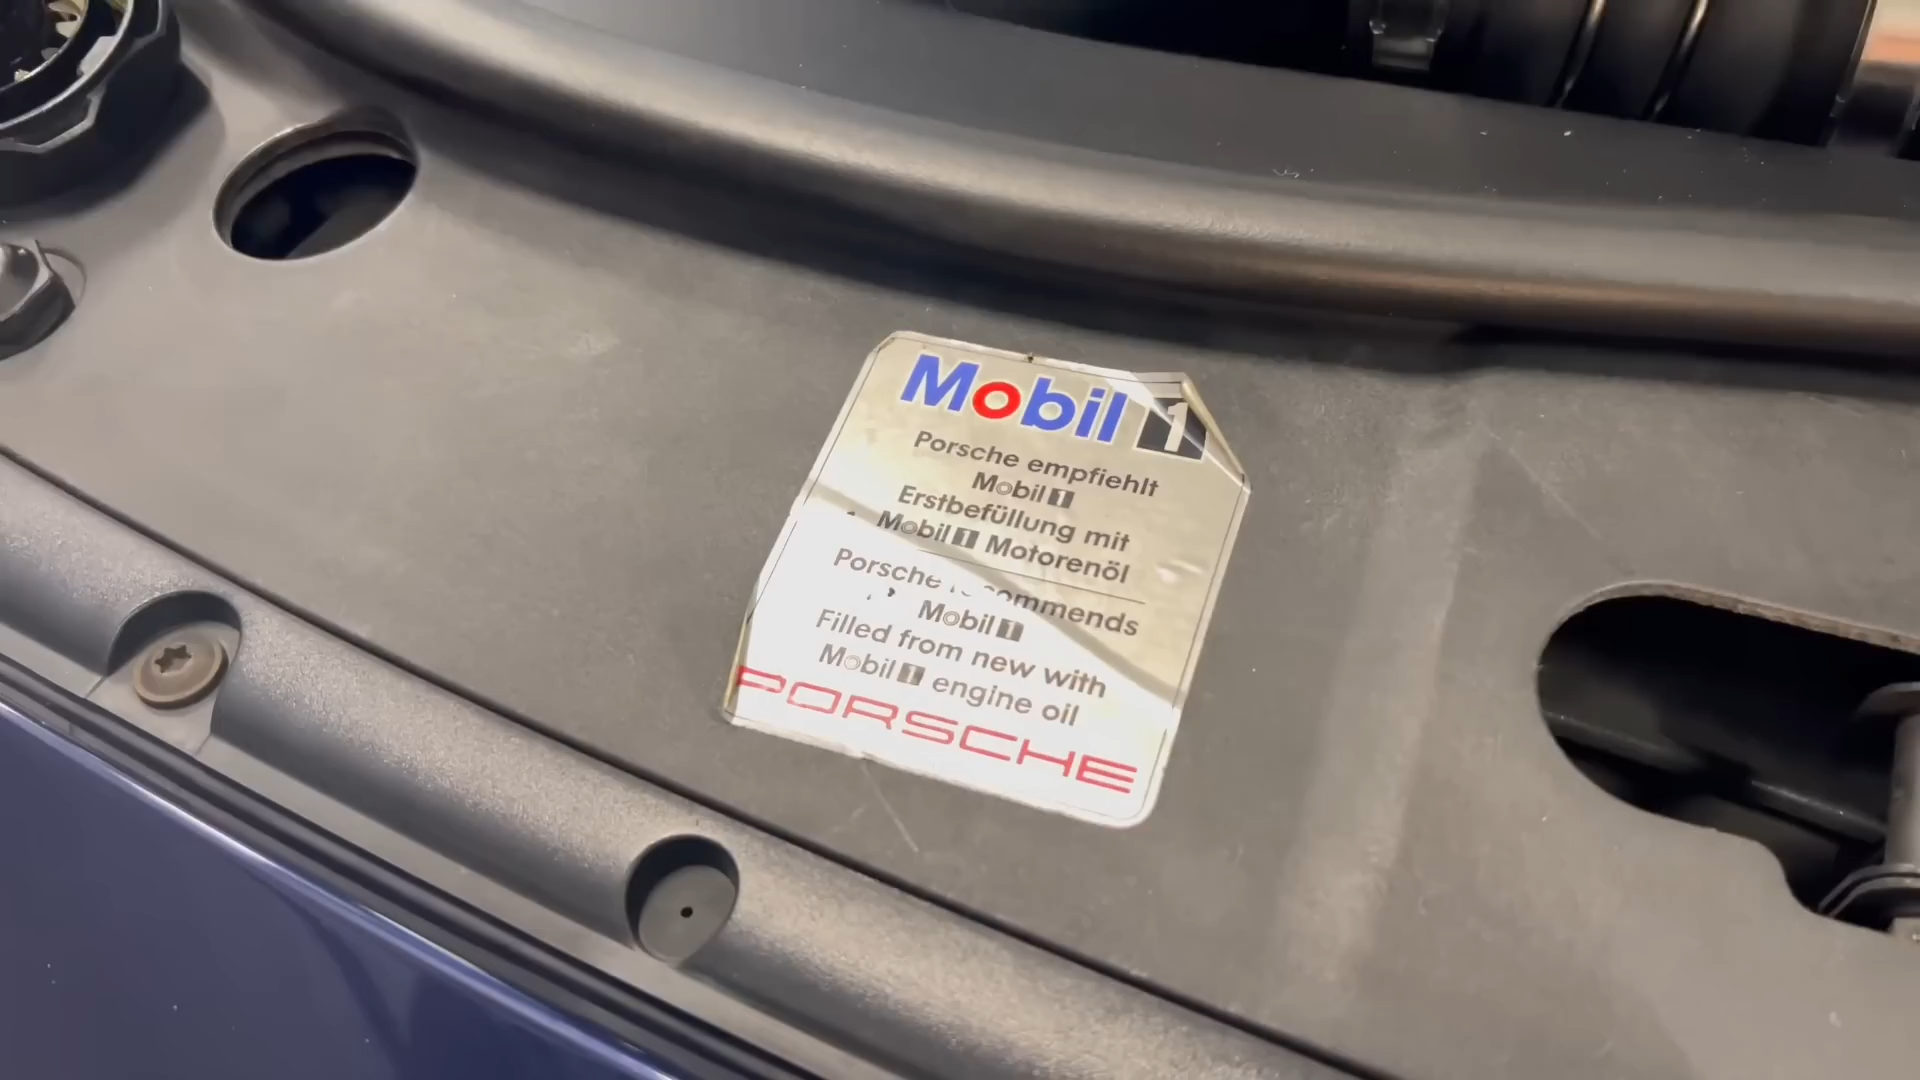 Mobil 1
Porsche empfiehlt
Mobil 1
Erstbefüllung mit
Mobil 1 Motorenöl
Porsche recommends
Mobil 1
Filled from new with
Mobil 1 engine oil
PORSCHE